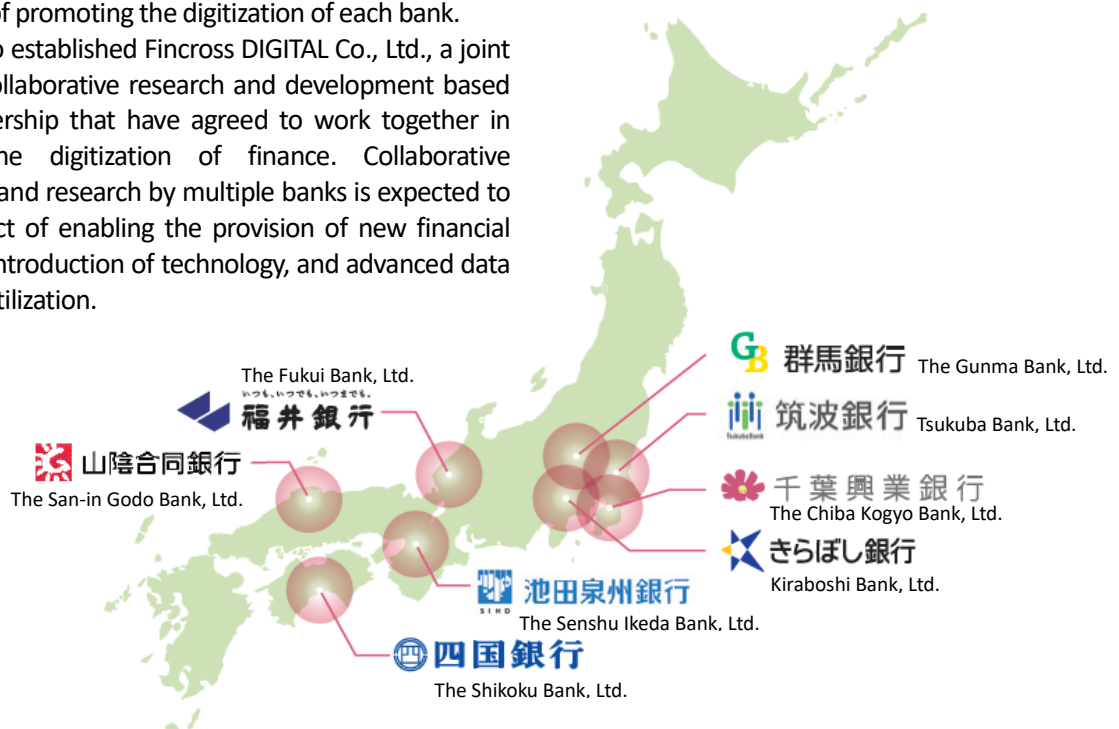 of promoting the digitization of each bank.
established Fincross DIGITAL Co., Ltd., a joint
ollaborative research and development based
ership that have agreed to work together in
digitization of finance. Collaborative
and research by multiple banks is expected to
ct of enabling the provision of new financial
ntroduction of technology, and advanced data
tilization.
The Fukui Bank, Ltd.
いつも、いつでも、いつまでも。
福井銀行
山陰合同銀行
The San-in Godo Bank, Ltd.
GB 群馬銀行 The Gunma Bank, Ltd.
筑波銀行 Tsukuba Bank, Ltd.
TsukubaBank
千葉興業銀行
The Chiba Kogyo Bank, Ltd.
きらぼし銀行
Kiraboshi Bank, Ltd.
池田泉州銀行
SIHD
The Senshu Ikeda Bank, Ltd.
四国銀行
The Shikoku Bank, Ltd.